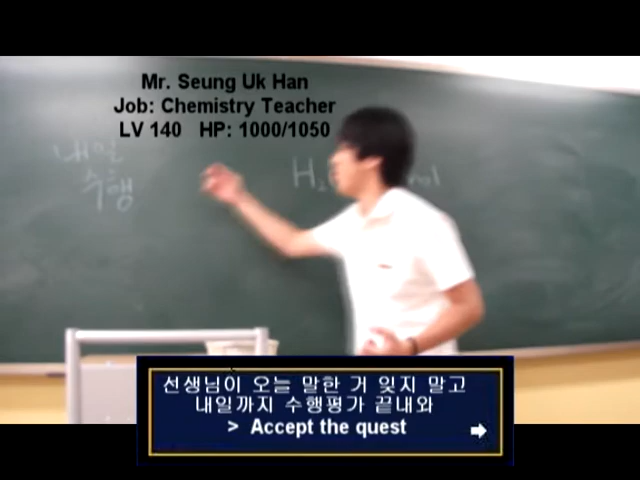 Mr. Seung Uk Han
Job: Chemistry Teacher
LV 140 HP: 1000/1050
내일
수행
선생님이 오늘 말한 거 잊지 말고
내일까지 수행평가 끝내와
> Accept the quest